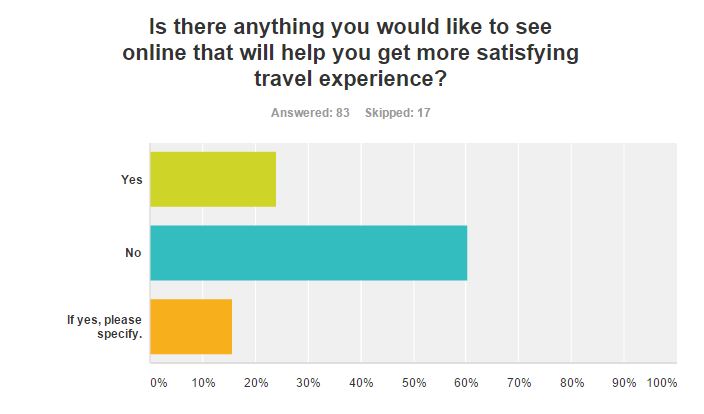 Is there anything you would like to see
online that will help you get more satisfying
travel experience?
Answered: 83 Skipped: 17
Yes
No
If yes, please
specify.
0% 10% 20% 30% 40% 50% 60% 70% 80% 90% 100%